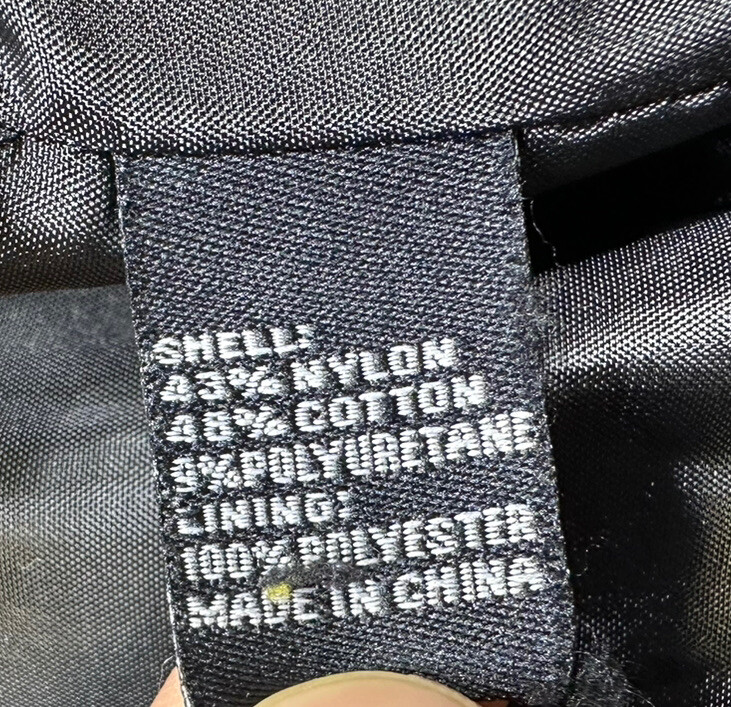 SHELL:
43% NYLON
48% COTTON
9%POLYURETANE
LINING:
100%POLYESTER
MADE IN CHINA